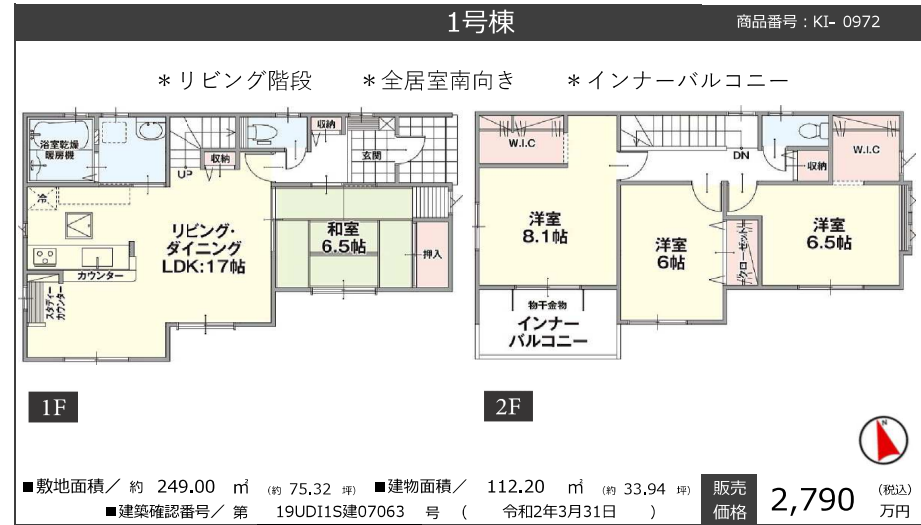 1号棟
商品番号：KI- 0972
＊リビング階段 ＊全居室南向き ＊インナーバルコニー
浴室乾燥
暖房機
収納
UP
収納
玄関
冷
リビング・
ダイニング
LDK:17帖
和室
6.5帖
押入
カウンター
スタディー
カウンター
1F
W.I.C
DN
収納
W.I.C
洋室
8.1帖
洋室
6帖
クローゼット
洋室
6.5帖
物干金物
インナー
バルコニー
2F
N
■敷地面積／ 約 249.00 ㎡ (約 75.32 坪) ■建物面積／ 112.20 ㎡ (約 33.94 坪)
■建築確認番号／ 第 19UDI1S建07063 号 ( 令和2年3月31日 )
販売
価格
2,790
(税込)
万円